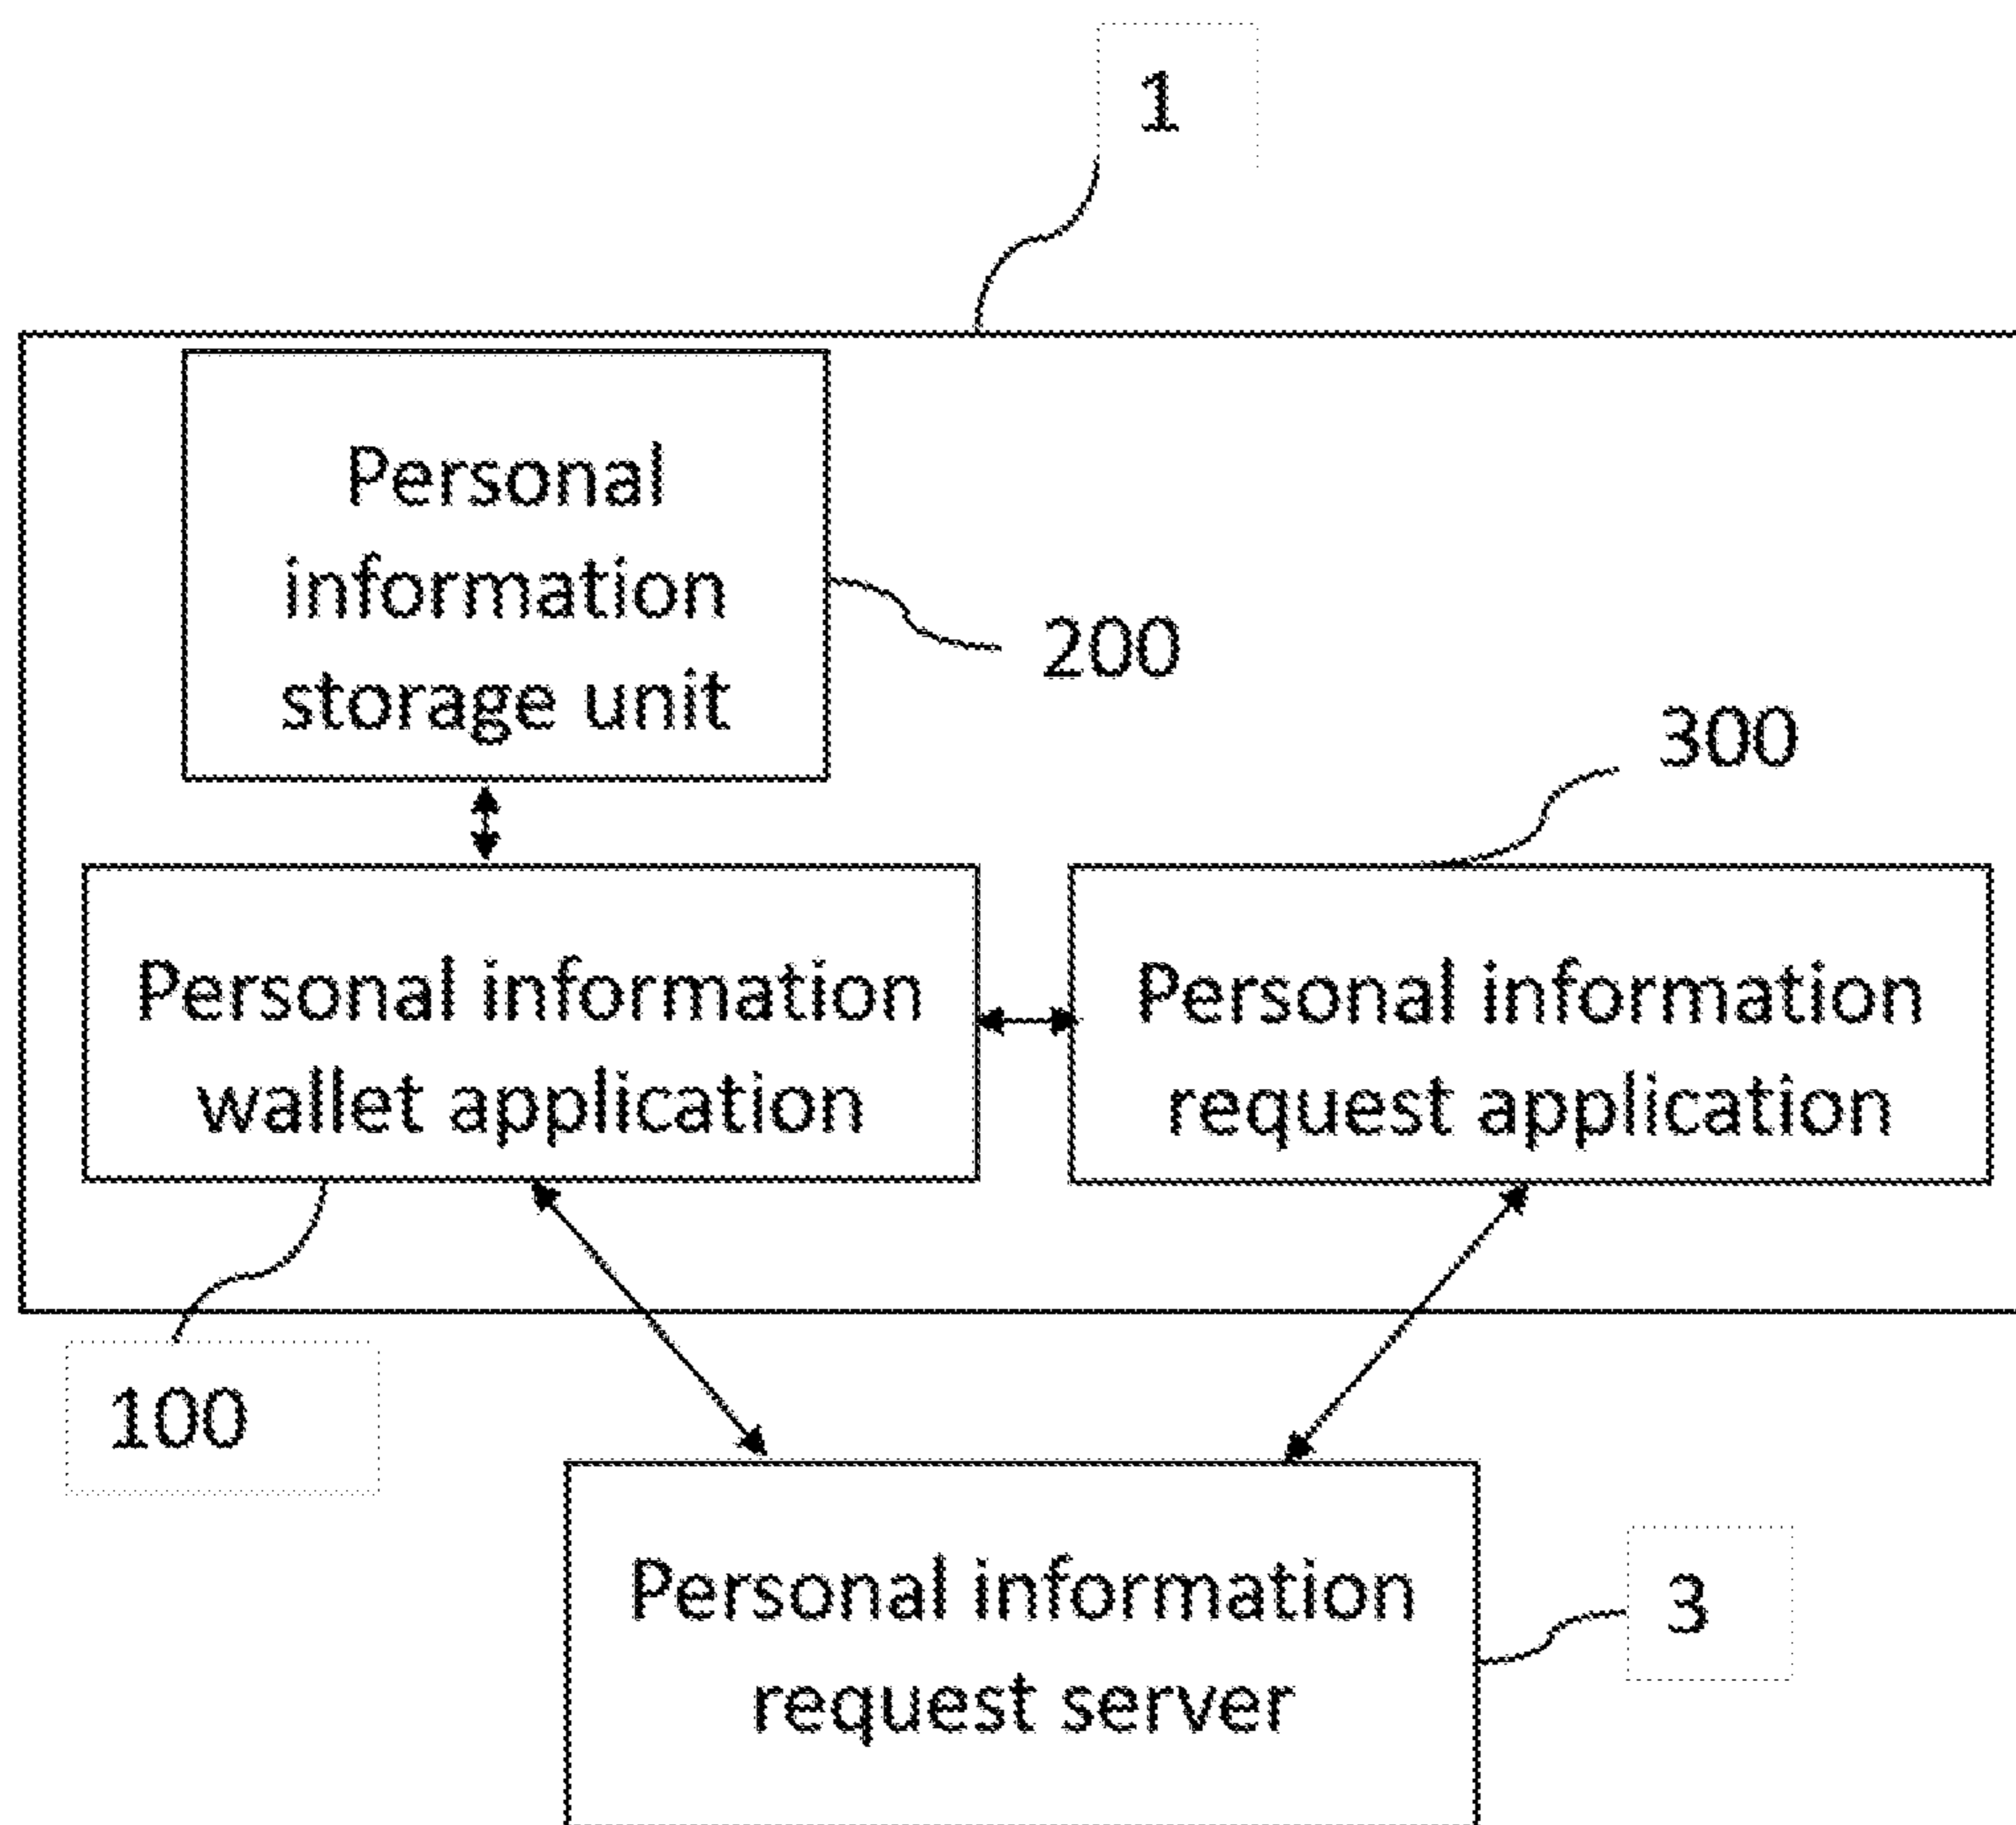 1
Personal
information
storage unit
200
300
Personal information
wallet application
Personal information
request application
100
Personal information
request server
3